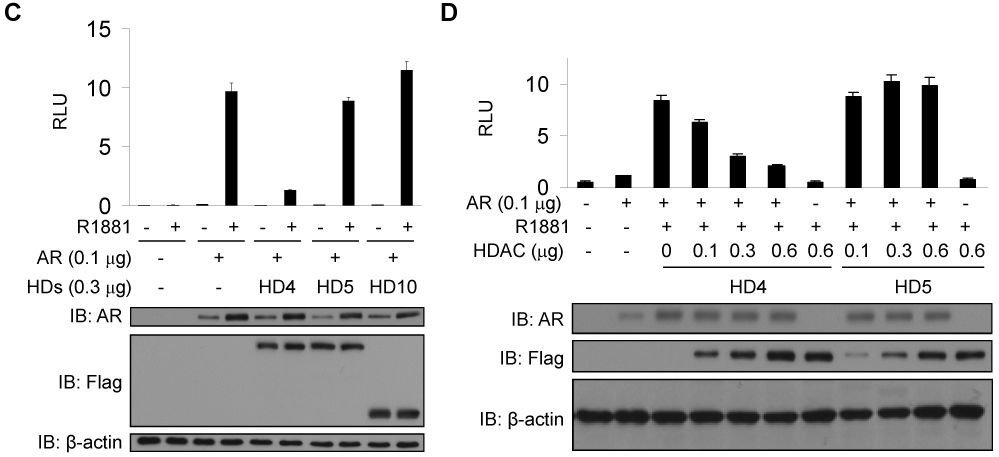 C
15
10
5
0
RLU
R1881 - + - + - + - + - +
AR (0.1 µg) - + + + +
HDs (0.3 µg) - - HD4 HD5 HD10
IB: AR
IB: Flag
IB: β-actin
D
10
5
0
RLU
AR (0.1 µg) - + + + + + - + + + -
R1881 - - + + + + + + + + +
HDAC (µg) - - 0 0.1 0.3 0.6 0.6 0.1 0.3 0.6 0.6
HD4 HD5
IB: AR
IB: Flag
IB: β-actin